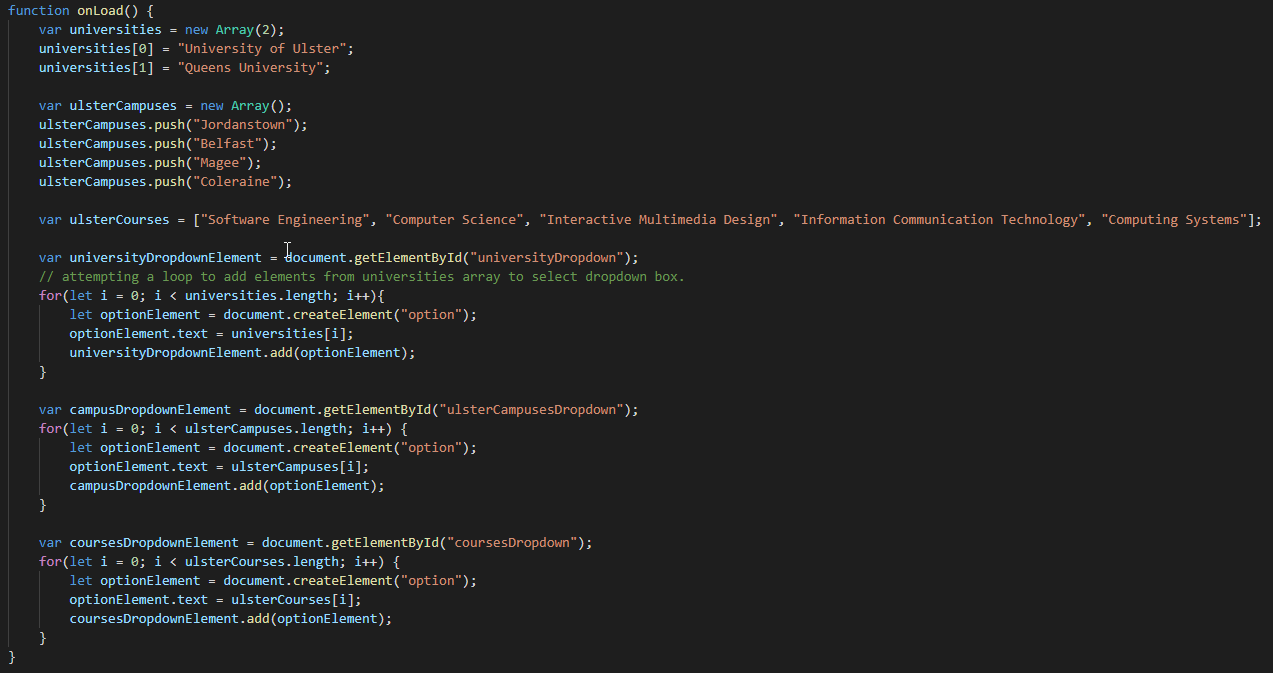 function onLoad() {
    var universities = new Array(2);
    universities[0] = "University of Ulster";
    universities[1] = "Queens University";

    var ulsterCampuses = new Array();
    ulsterCampuses.push("Jordanstown");
    ulsterCampuses.push("Belfast");
    ulsterCampuses.push("Magee");
    ulsterCampuses.push("Coleraine");

    var ulsterCourses = ["Software Engineering", "Computer Science", "Interactive Multimedia Design", "Information Communication Technology", "Computing Systems"];

    var universityDropdownElement = document.getElementById("universityDropdown");
    // attempting a loop to add elements from universities array to select dropdown box.
    for(let i = 0; i < universities.length; i++){
        let optionElement = document.createElement("option");
        optionElement.text = universities[i];
        universityDropdownElement.add(optionElement);
    }

    var campusDropdownElement = document.getElementById("ulsterCampusesDropdown");
    for(let i = 0; i < ulsterCampuses.length; i++) {
        let optionElement = document.createElement("option");
        optionElement.text = ulsterCampuses[i];
        campusDropdownElement.add(optionElement);
    }

    var coursesDropdownElement = document.getElementById("coursesDropdown");
    for(let i = 0; i < ulsterCourses.length; i++) {
        let optionElement = document.createElement("option");
        optionElement.text = ulsterCourses[i];
        coursesDropdownElement.add(optionElement);
    }
}